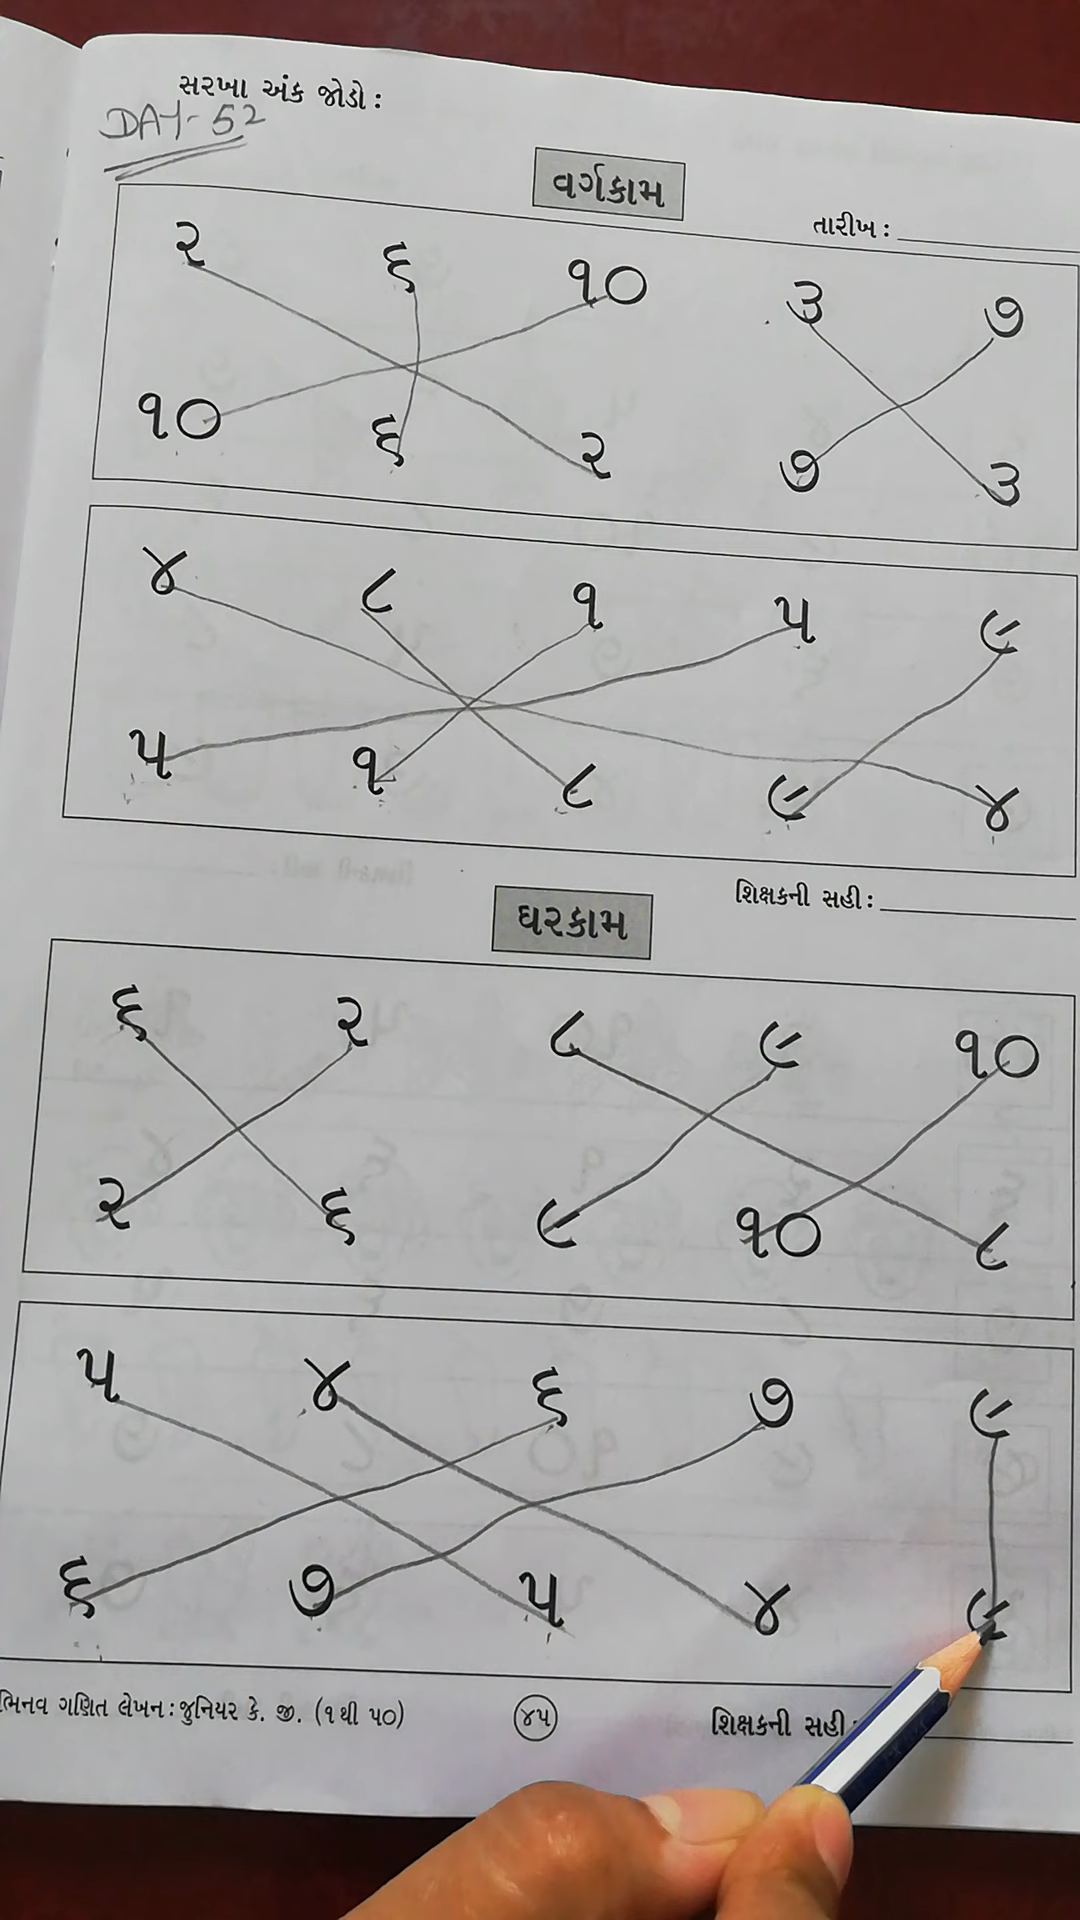 સરખા અંક જોડો :
DAY-52
વર્ગકામ
તારીખ :
૨ ૬ ૧૦ ૩ ૭
૧૦ ૬ ૨ ૭ ૩
૪ ૮ ૧ ૫ ૯
૫ ૧ ૮ ૯ ૪
શિક્ષકની સહી :
ઘરકામ
૬ ૨ ૮ ૯ ૧૦
૨ ૬ ૯ ૧૦ ૮
૫ ૪ ૬ ૭ ૯
૬ ૭ ૫ ૪ ૯
ભિનવ ગણિત લેખન : જુનિયર કે. જી. (૧થી ૫૦) ૪૫ શિક્ષકની સહી :